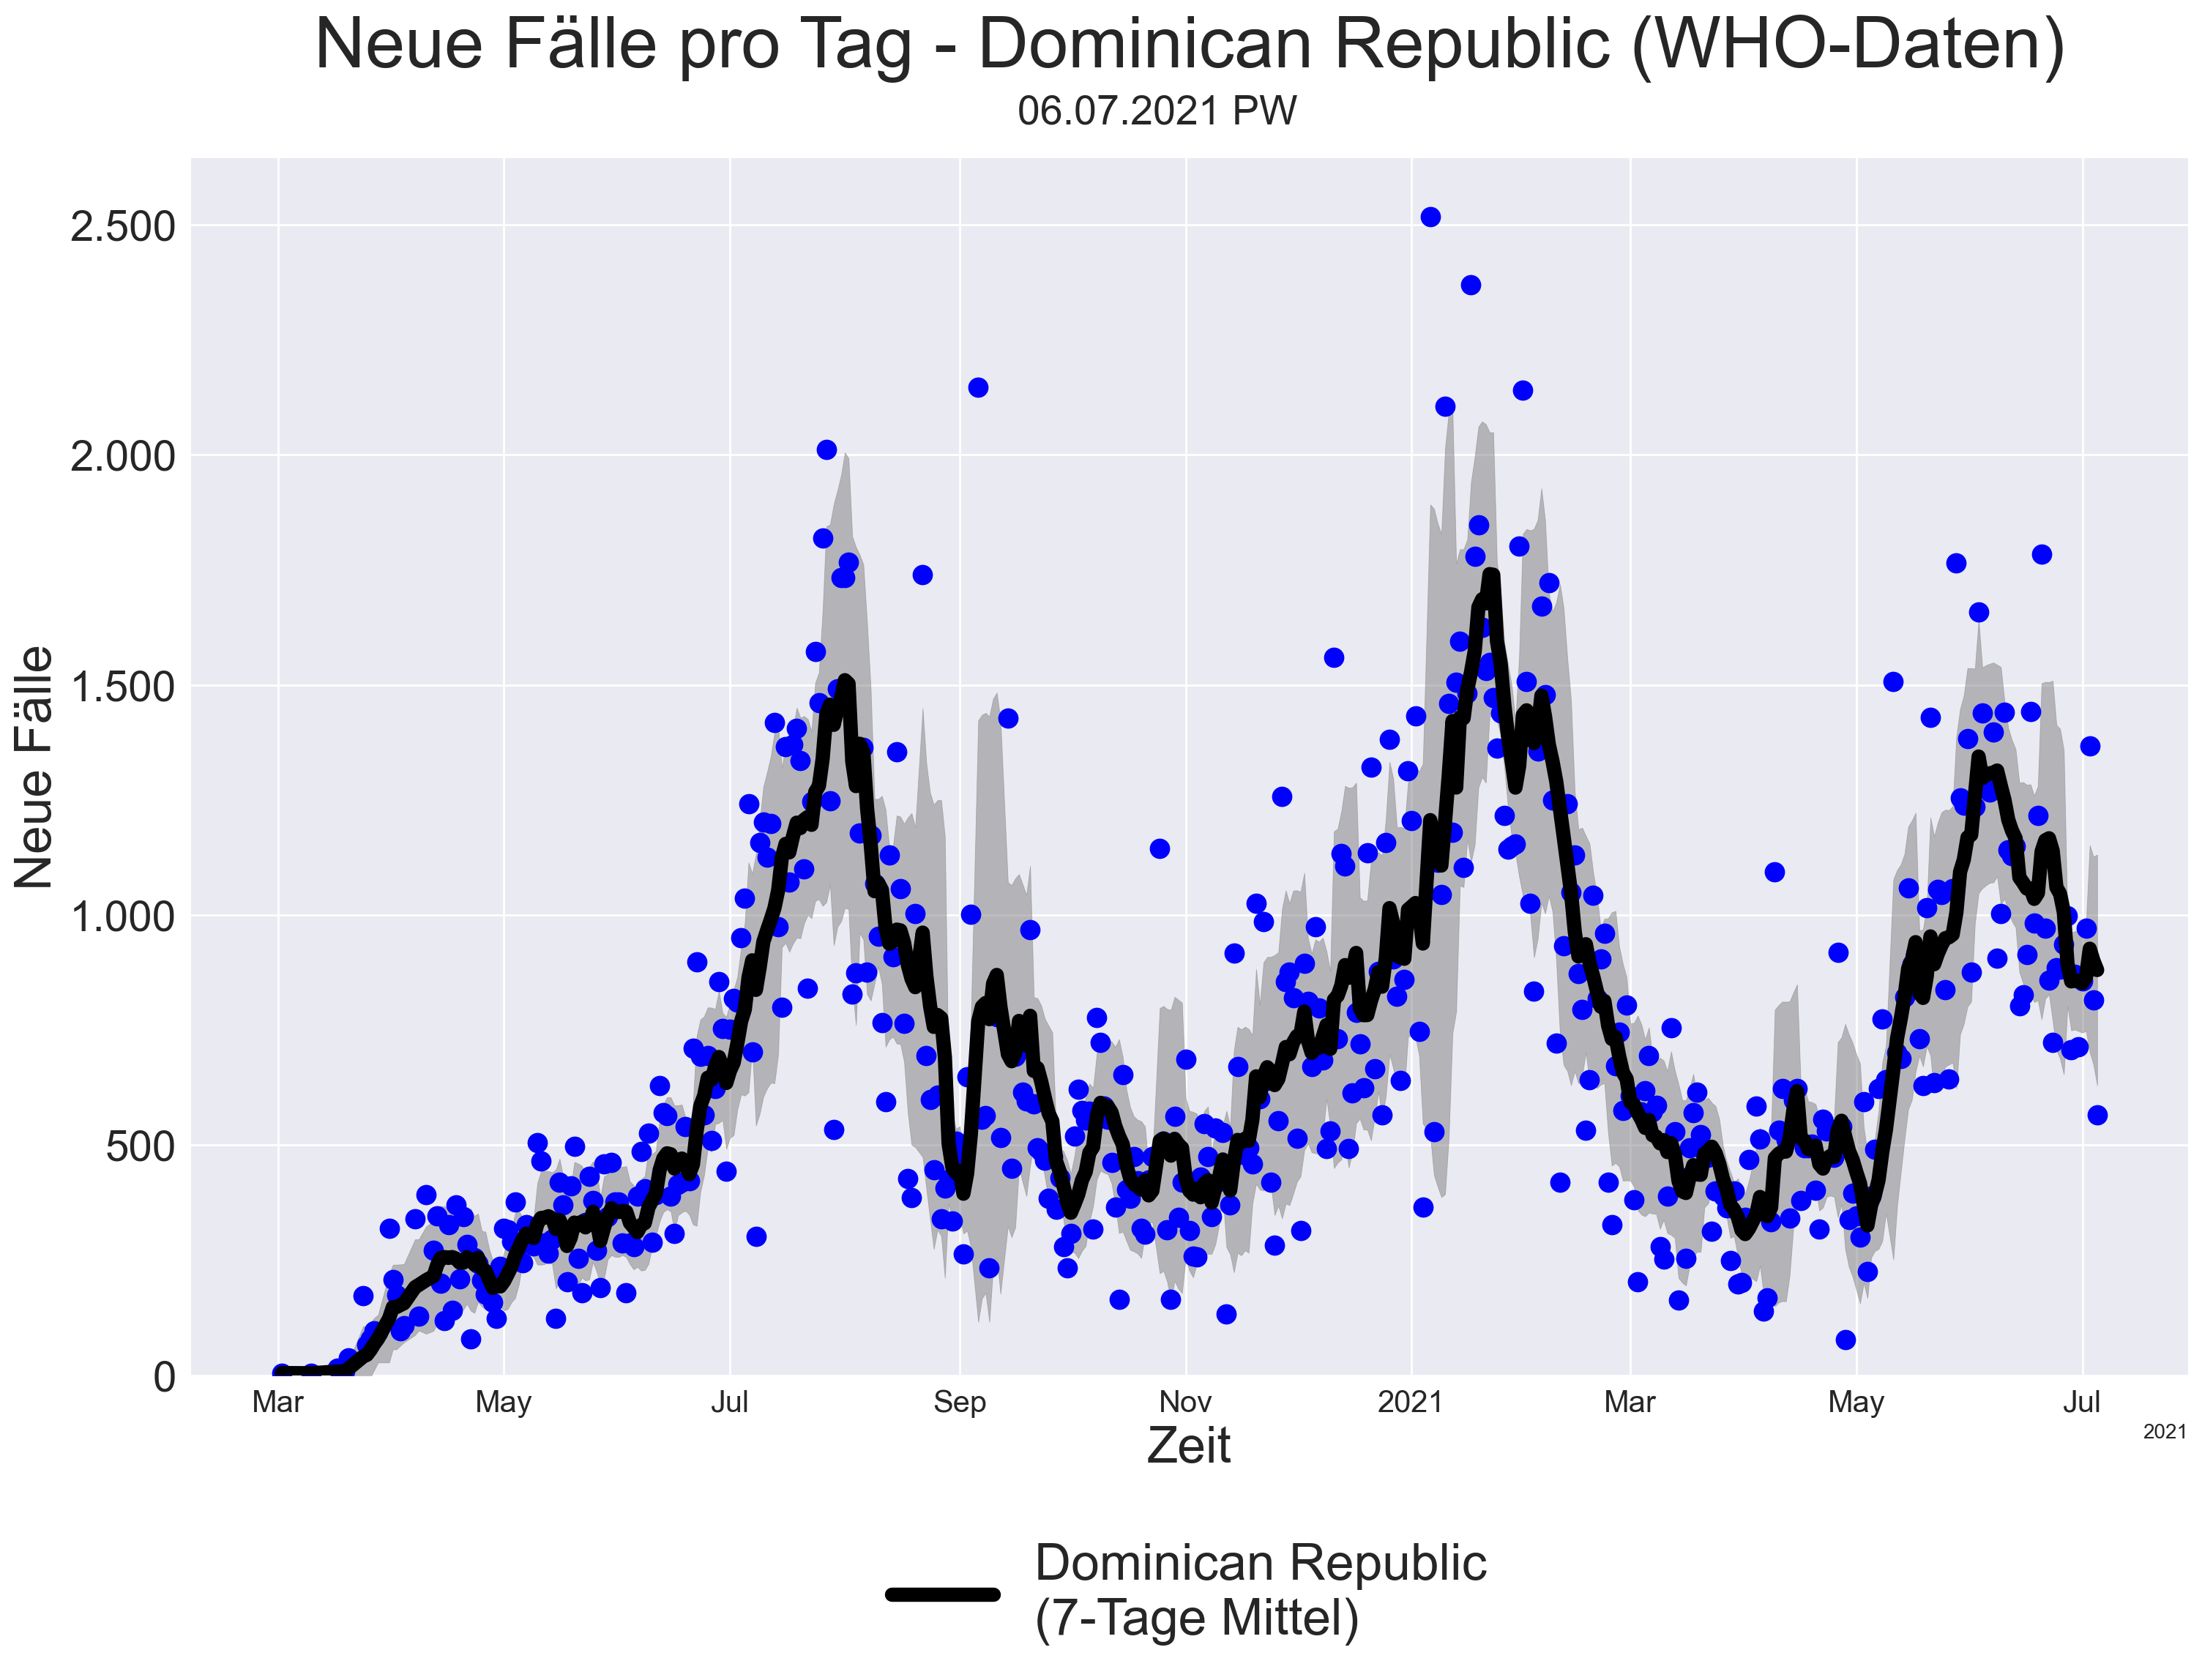 Neue Fälle pro Tag - Dominican Republic (WHO-Daten)
06.07.2021 PW
Neue Fälle
2.500
2.000
1.500
1.000
500
0
Mar May Jul Sep Nov 2021 Mar May Jul
2021
Zeit
Dominican Republic
(7-Tage Mittel)